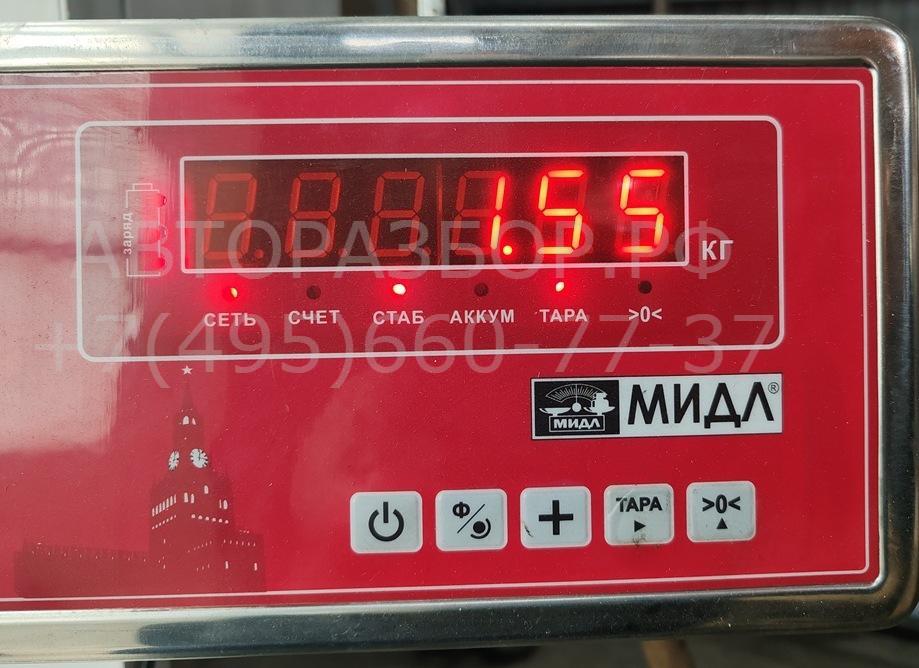 1.55
заряд
КГ
АВТОРАЗБОР.РФ
СЕТЬ СЧЕТ СТАБ АККУМ ТАРА >0<
+7(495)660-77-37
МИДЛ МИДЛ®
Ф ТАРА >0<